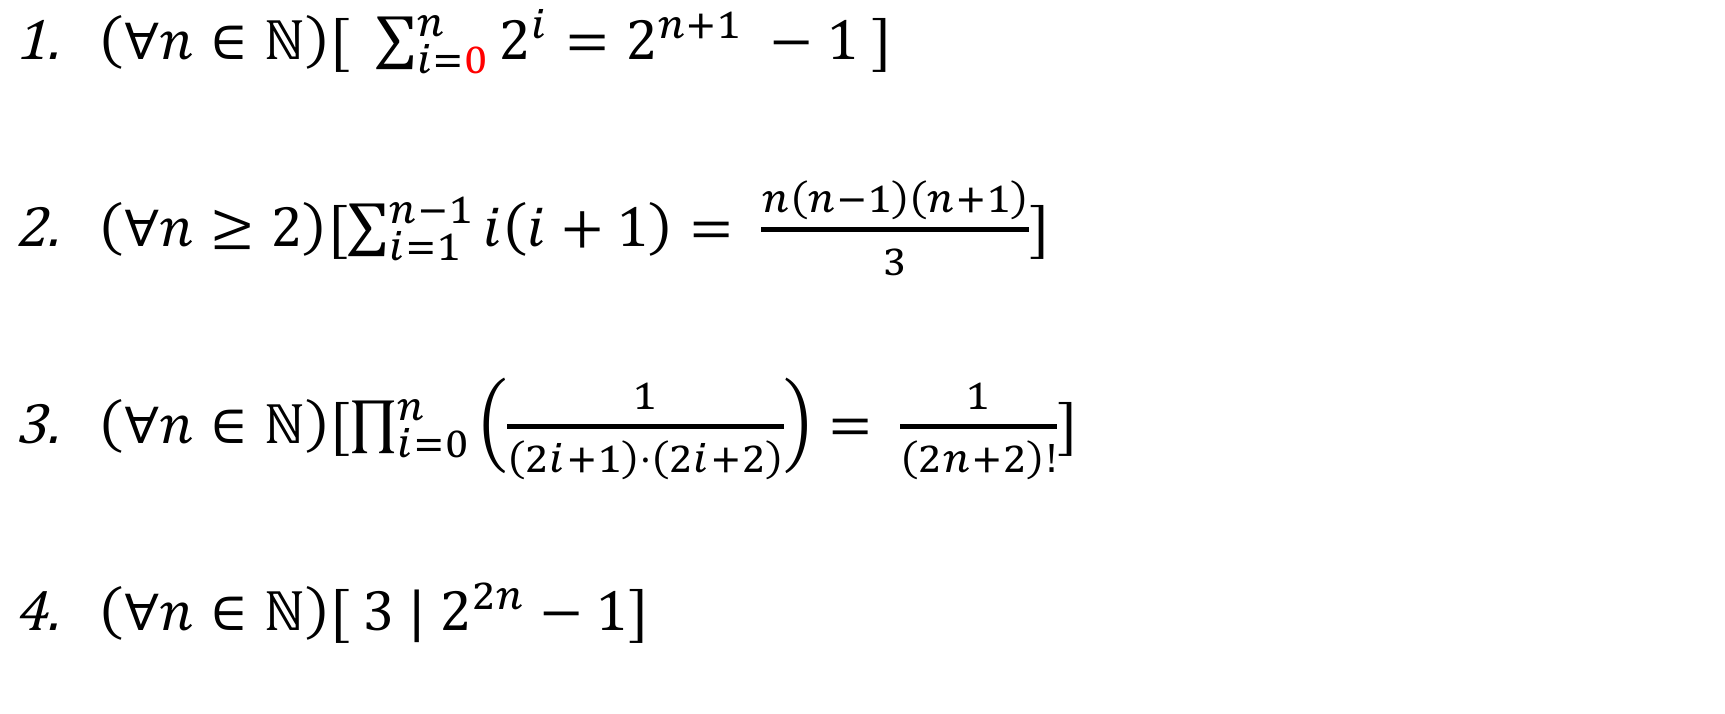 1. (∀n ∈ ℕ)[ ∑ⁿᵢ₌₀ 2ⁱ = 2ⁿ⁺¹ − 1 ]
2. (∀n ≥ 2)[∑ⁿ⁻¹ᵢ₌₁ i(i + 1) = n(n−1)(n+1)/3]
3. (∀n ∈ ℕ)[∏ⁿᵢ₌₀ (1/((2i+1)·(2i+2))) = 1/(2n+2)!]
4. (∀n ∈ ℕ)[ 3 | 2²ⁿ − 1]